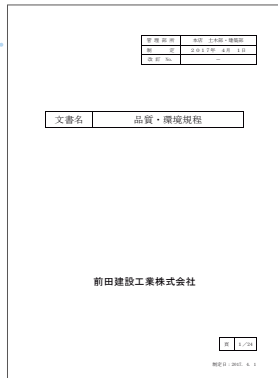 管理箇所 本店 土木部・建築部
制定 2017年 4月 1日
改訂 No. －
文書名 品質・環境規程
前田建設工業株式会社
頁 1／24
制定日：2017. 4. 1